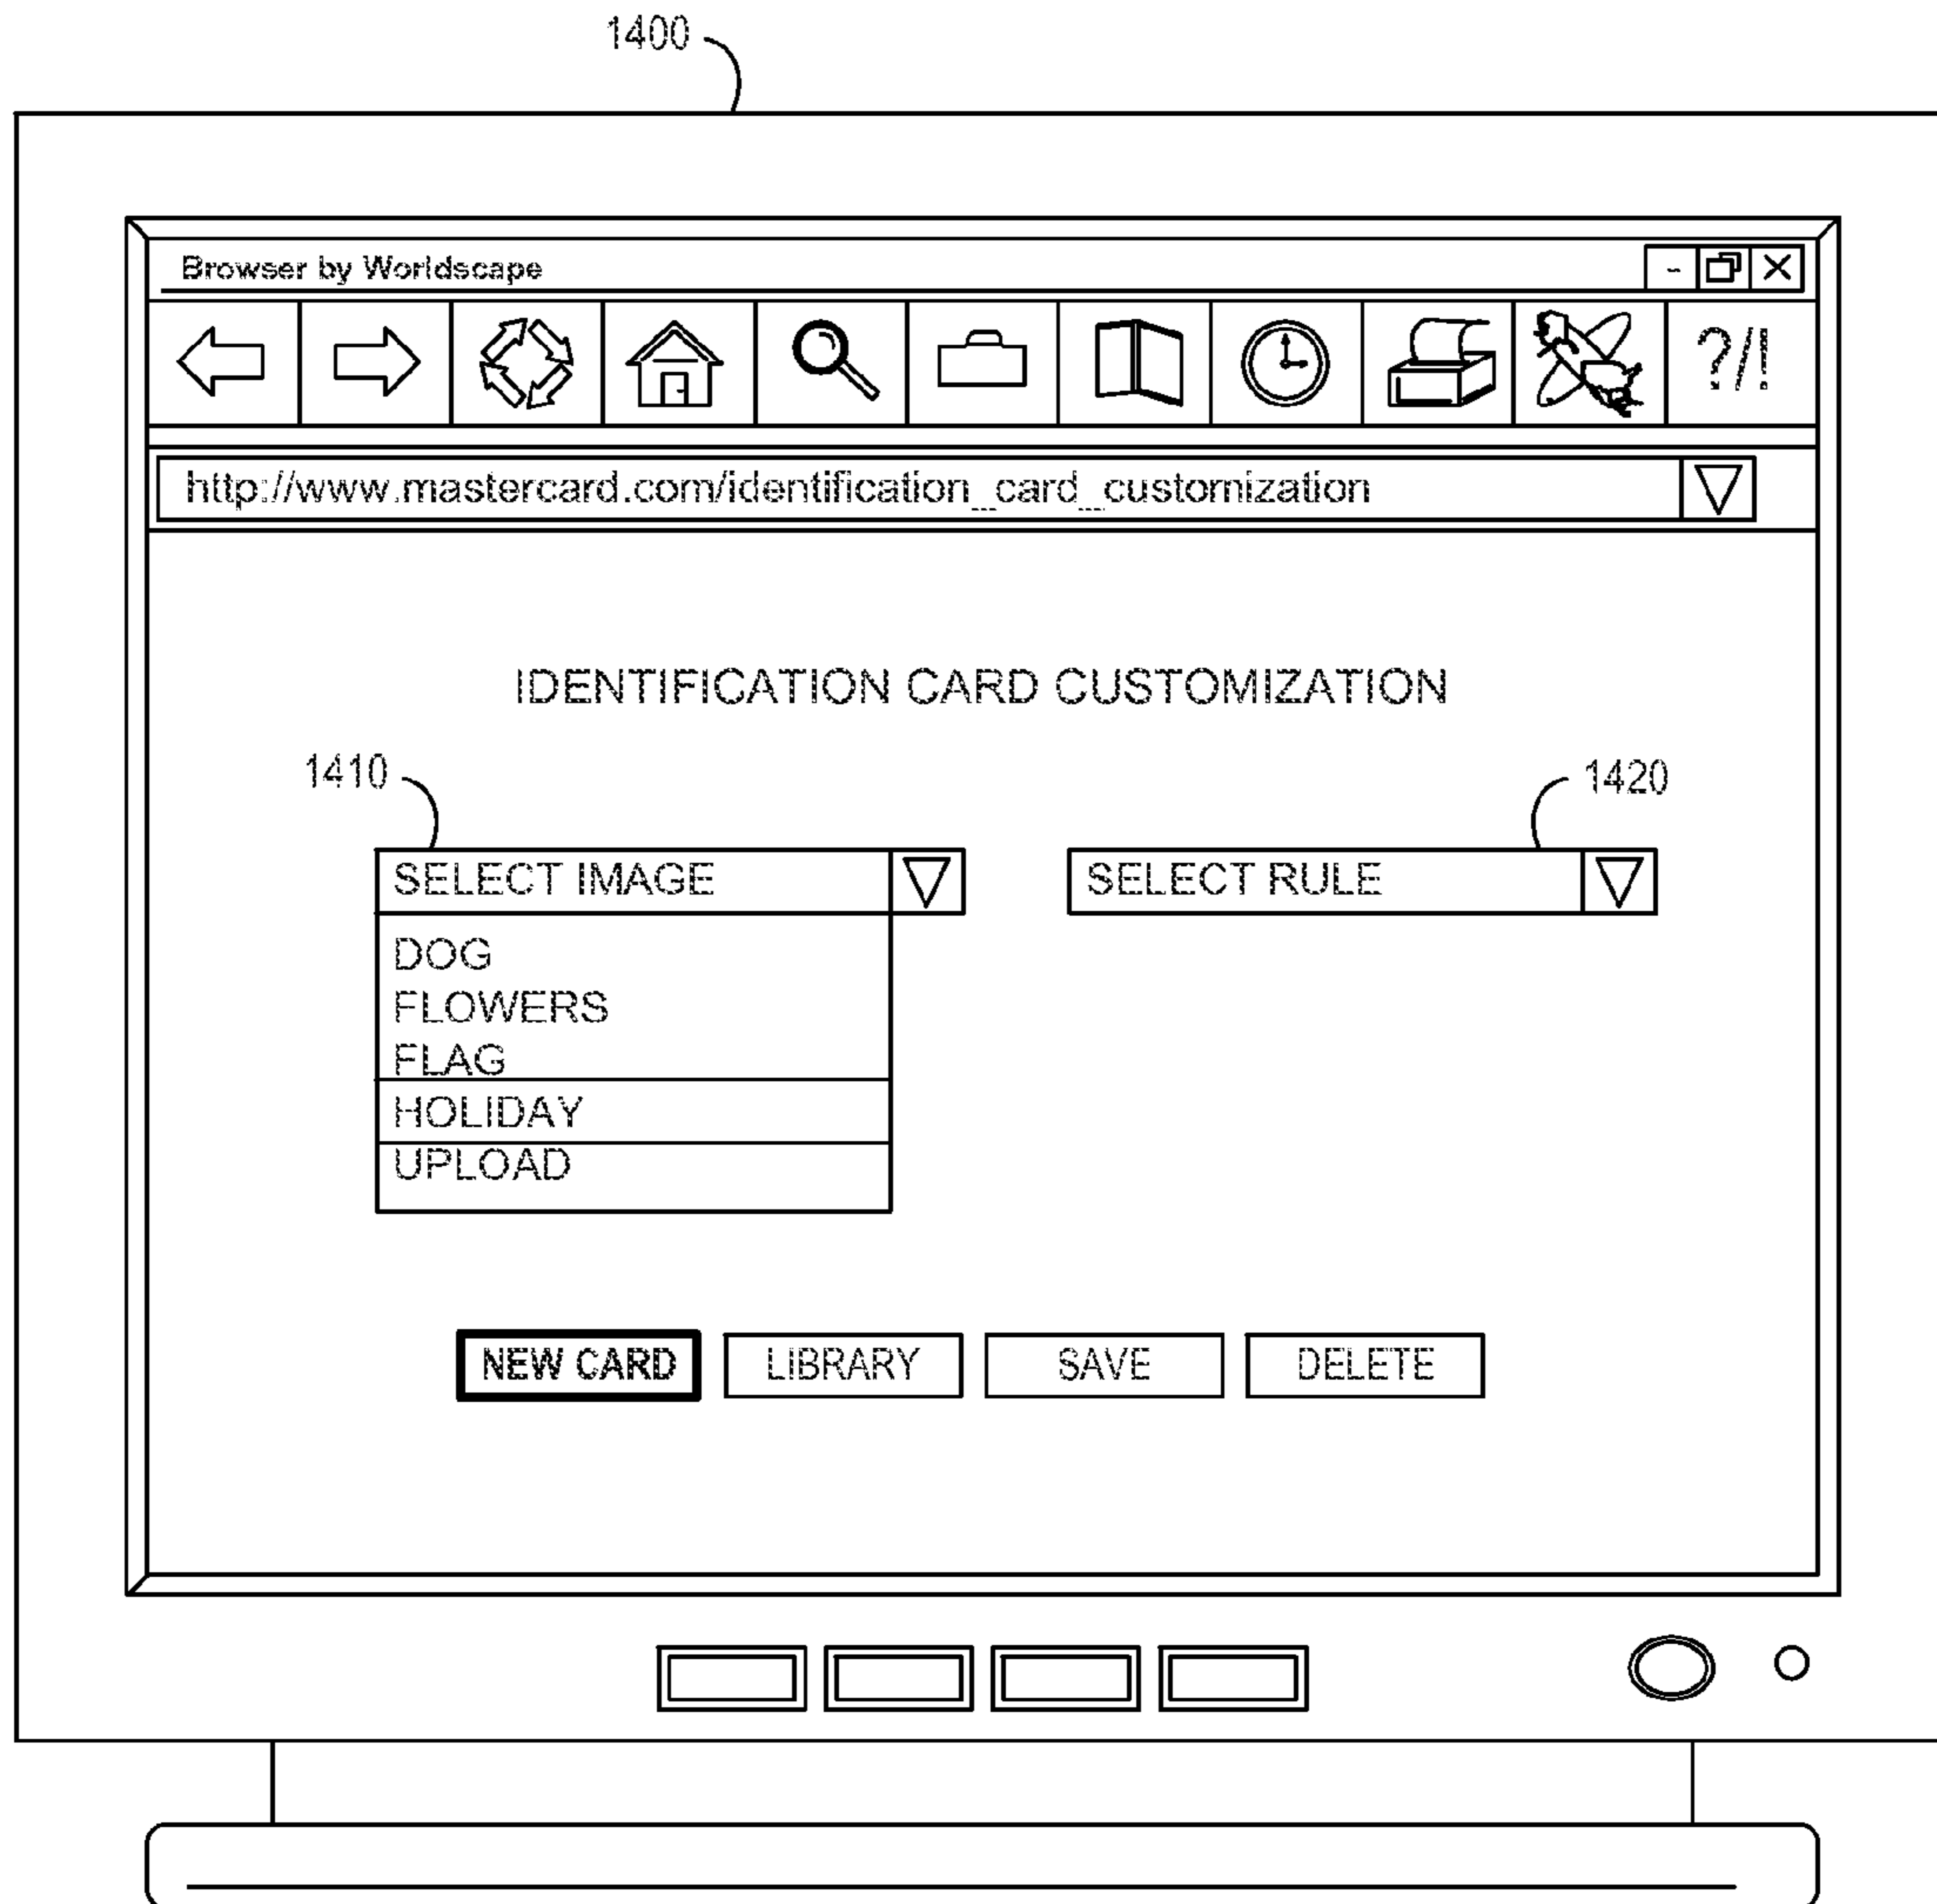 1400
Browser by Worldscape
?/!
http://www.mastercard.com/identification_card_customization
IDENTIFICATION CARD CUSTOMIZATION
1410
1420
SELECT IMAGE
SELECT RULE
DOG
FLOWERS
FLAG
HOLIDAY
UPLOAD
NEW CARD LIBRARY SAVE DELETE